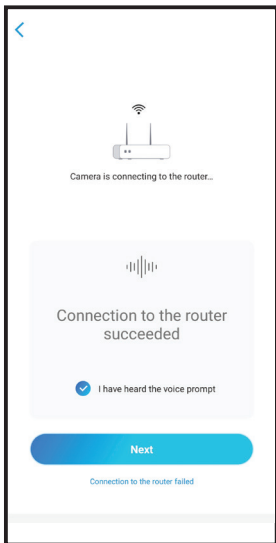 Camera is connecting to the router...
Connection to the router
succeeded
I have heard the voice prompt
Next
Connection to the router failed